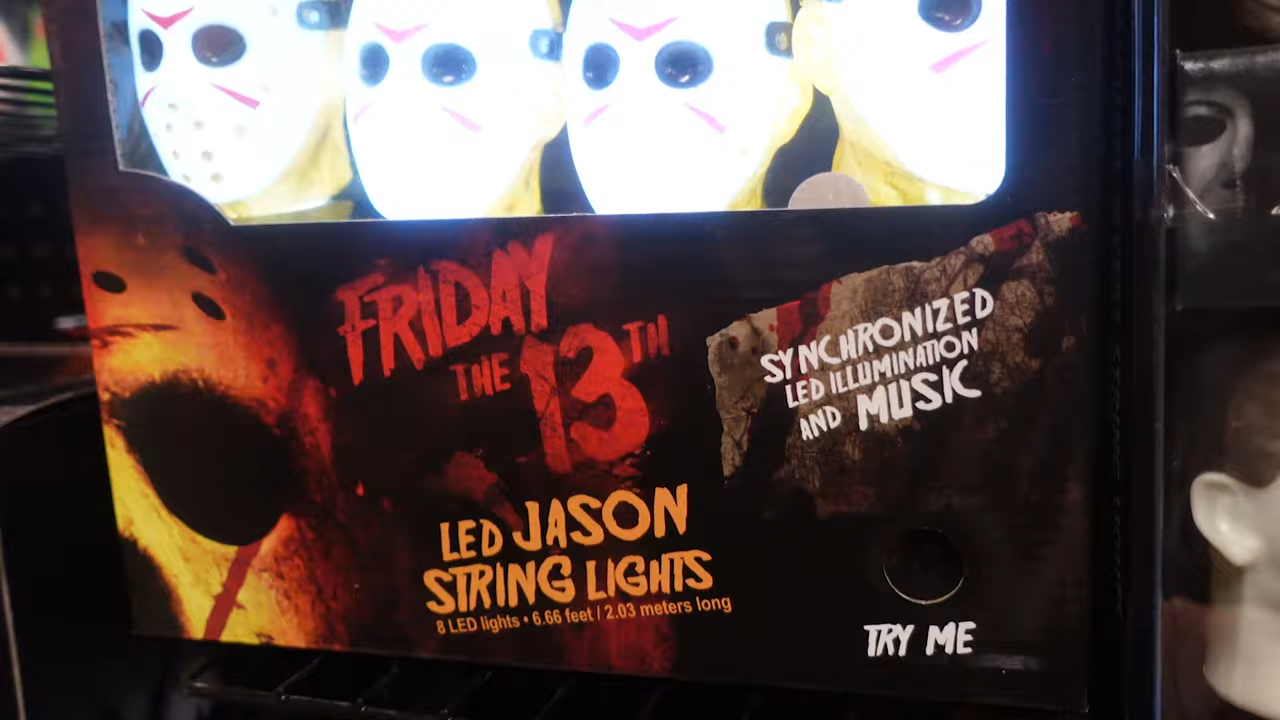 FRIDAY
THE 13TH
SYNCHRONIZED
LED ILLUMINATION
AND MUSIC
LED JASON
STRING LIGHTS
8 LED lights • 6.66 feet / 2.03 meters long
TRY ME